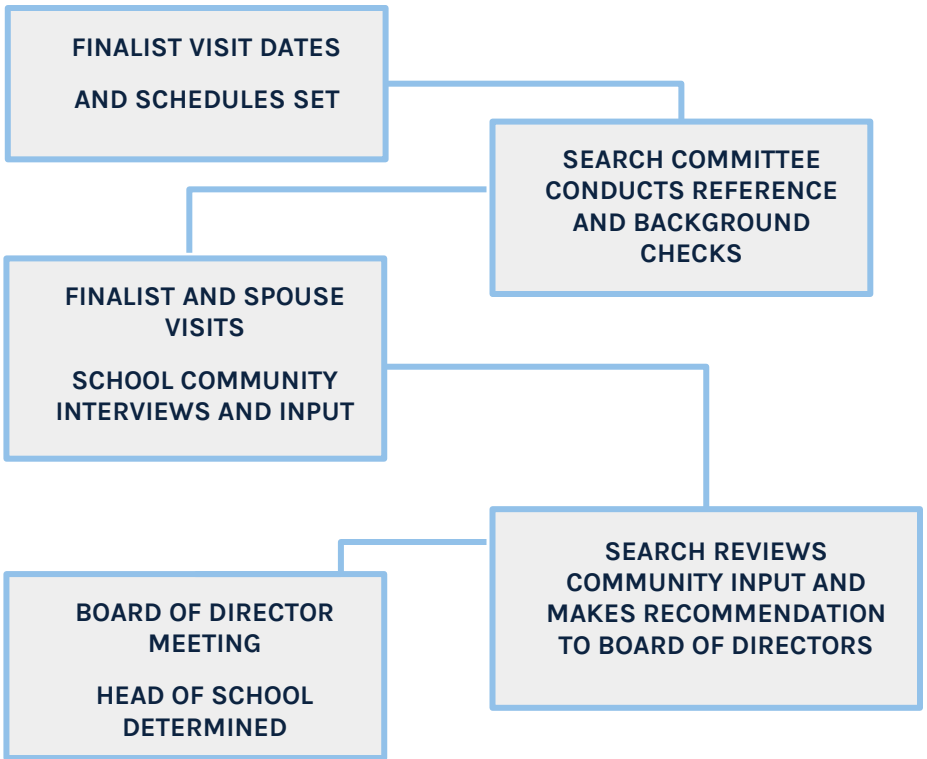 FINALIST VISIT DATES
AND SCHEDULES SET
SEARCH COMMITTEE
CONDUCTS REFERENCE
AND BACKGROUND
CHECKS
FINALIST AND SPOUSE
VISITS
SCHOOL COMMUNITY
INTERVIEWS AND INPUT
SEARCH REVIEWS
COMMUNITY INPUT AND
MAKES RECOMMENDATION
TO BOARD OF DIRECTORS
BOARD OF DIRECTOR
MEETING
HEAD OF SCHOOL
DETERMINED